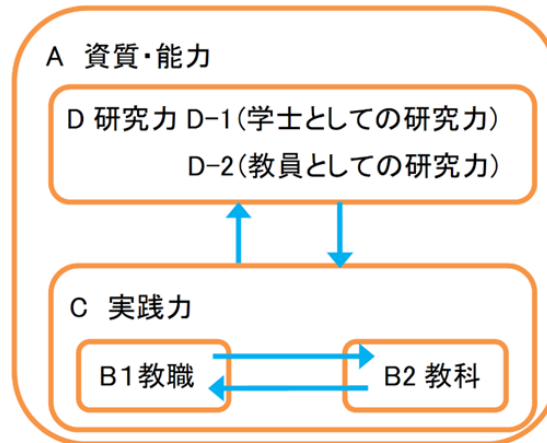 A 資質・能力
D 研究力 D-1(学士としての研究力)
D-2(教員としての研究力)
C 実践力
B1教職
B2 教科